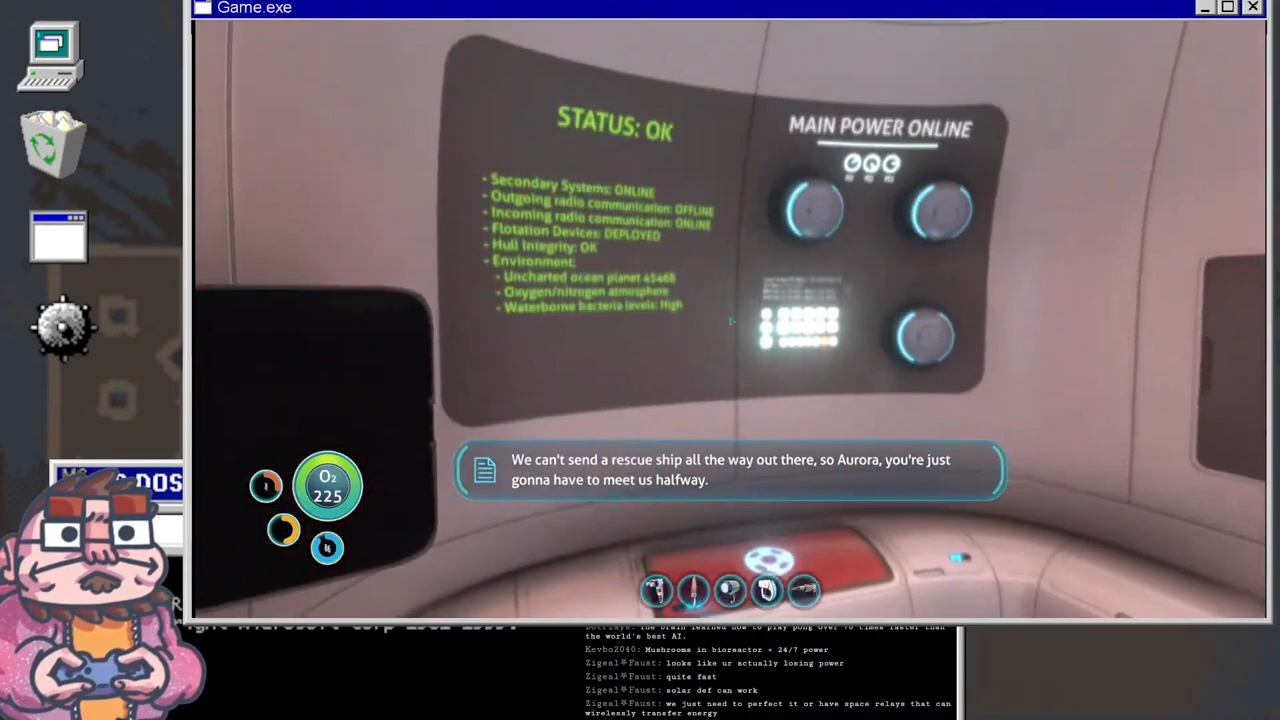 Game.exe
STATUS: OK
- Secondary Systems: ONLINE
- Outgoing radio communication: OFFLINE
- Incoming radio communication: ONLINE
- Flotation Devices: DEPLOYED
- Hull Integrity: OK
- Environment:
- Uncharted ocean planet 4546B
- Oxygen/nitrogen atmosphere
- Waterborne bacteria levels: High
MAIN POWER ONLINE
We can't send a rescue ship all the way out there, so Aurora, you're just
gonna have to meet us halfway.
O₂
225
DOS
the world's best AI.
Kevbo2040: Mushrooms in bioreactor = 24/7 power
Zigeal Faust: looks like ur actually losing power
Zigeal Faust: quite fast
Zigeal Faust: solar def can work
Zigeal Faust: we just need to perfect it or have space relays that can
wirelessly transfer energy